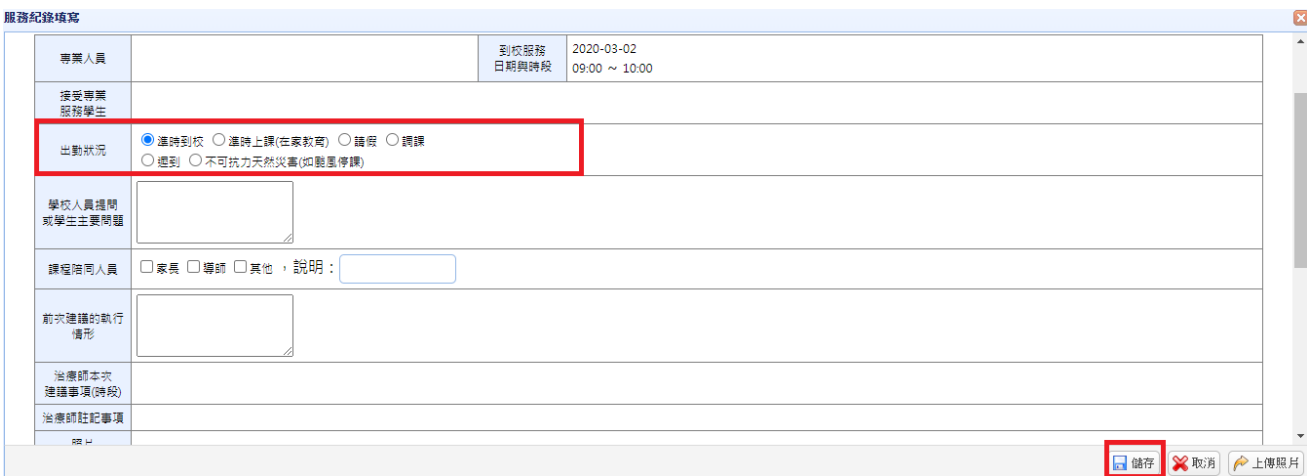 服務紀錄填寫
專業人員
到校服務
日期與時段
2020-03-02
09:00 ~ 10:00
接受專業
服務學生
出勤狀況
準時到校 準時上課(在家教育) 請假 調課
遲到 不可抗力天然災害(如颱風停課)
學校人員提問
或學生主要問題
課程陪同人員
家長 導師 其他 ，說明：
前次建議的執行
情形
治療師本次
建議事項(時段)
治療師註記事項
照片
儲存 取消 上傳照片